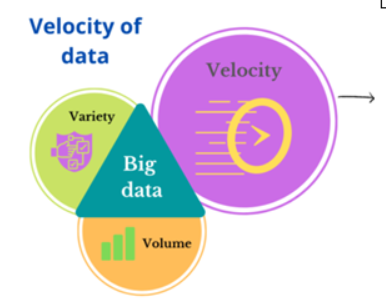 Velocity of
data
Velocity
Variety
Big
data
Volume